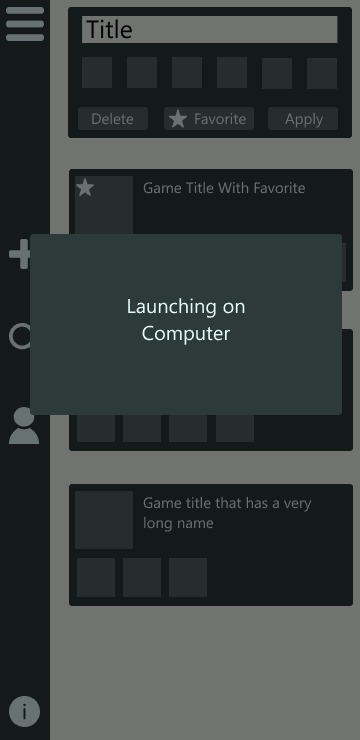 Title
Delete
Favorite
Apply
Game Title With Favorite
Launching on
Computer
Game title that has a very
long name
i